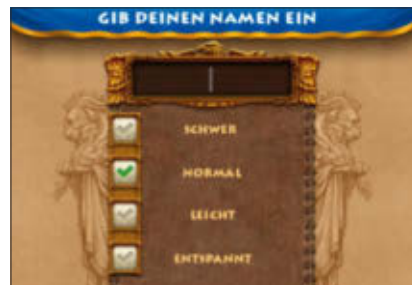 GIB DEINEN NAMEN EIN
SCHWER
NORMAL
LEICHT
ENTSPANNT